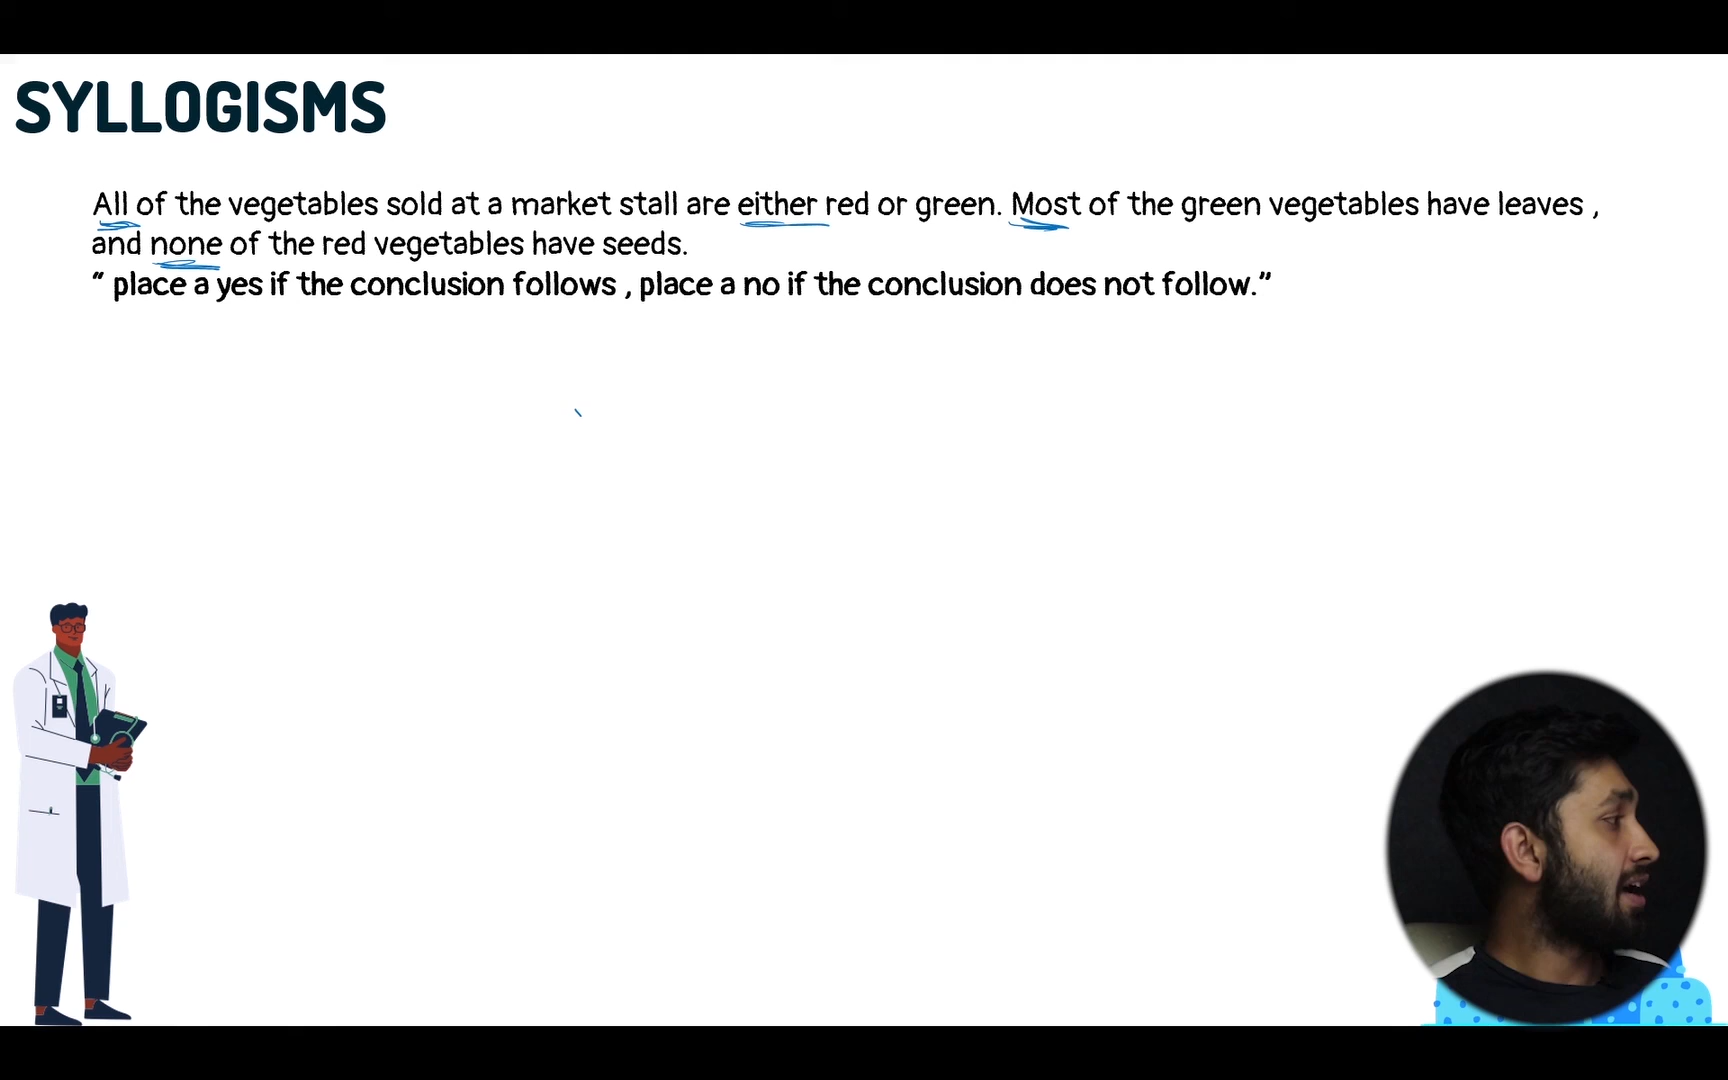 SYLLOGISMS
All of the vegetables sold at a market stall are either red or green. Most of the green vegetables have leaves ,
and none of the red vegetables have seeds.
“ place a yes if the conclusion follows , place a no if the conclusion does not follow.”